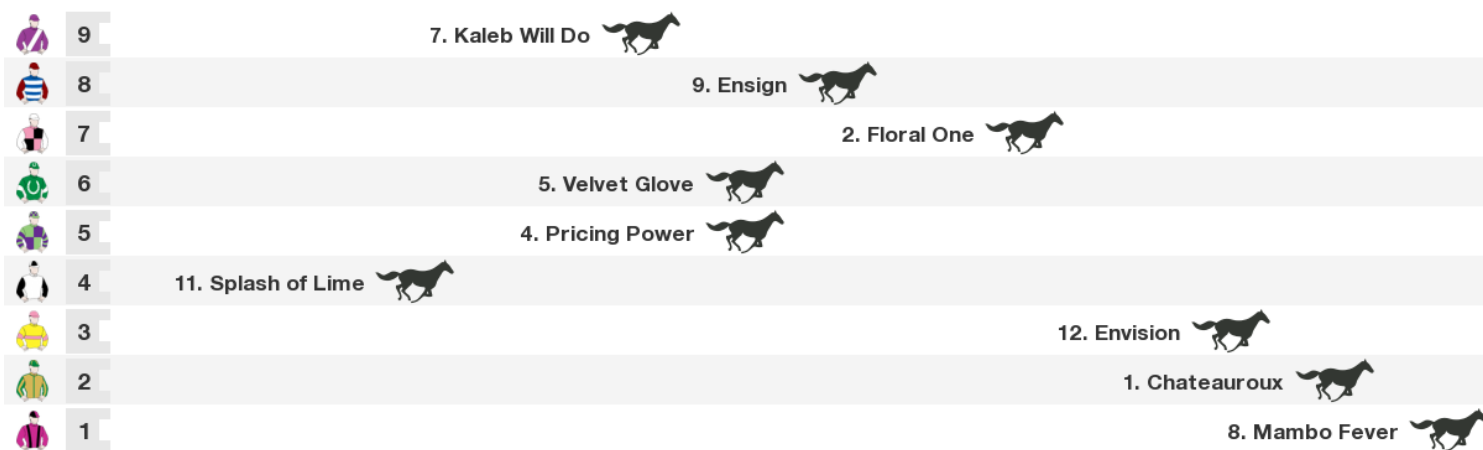 9 7. Kaleb Will Do
8 9. Ensign
7 2. Floral One
6 5. Velvet Glove
5 4. Pricing Power
4 11. Splash of Lime
3 12. Envision
2 1. Chateauroux
1 8. Mambo Fever